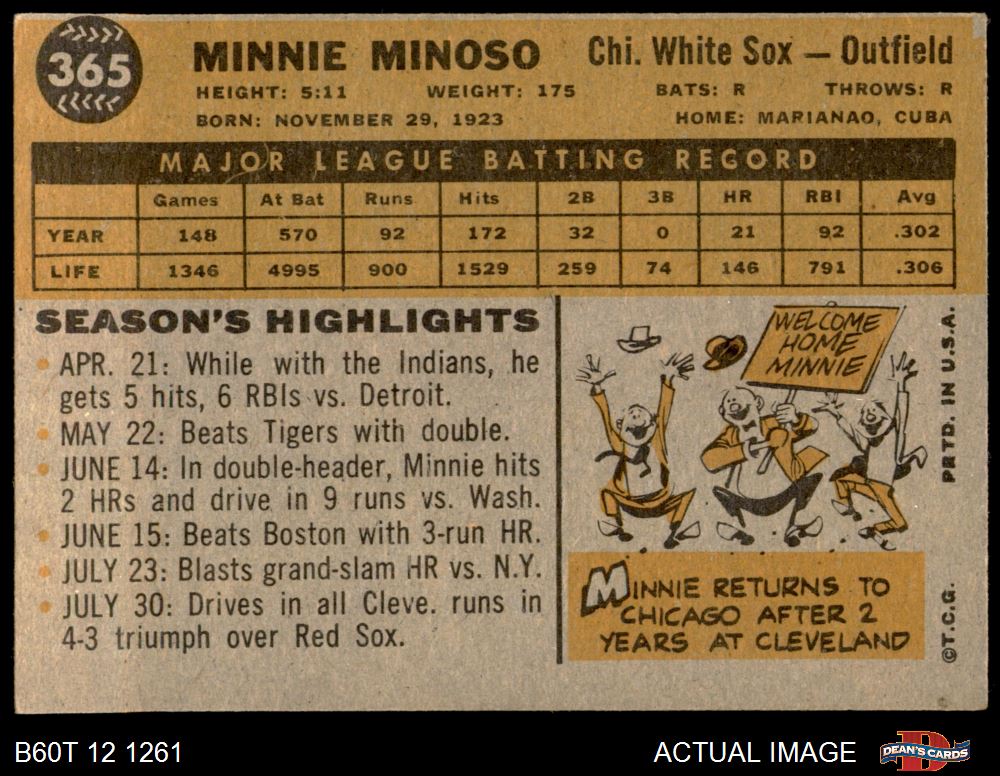 365
MINNIE MINOSO Chi. White Sox — Outfield
HEIGHT: 5:11 WEIGHT: 175 BATS: R THROWS: R
BORN: NOVEMBER 29, 1923 HOME: MARIANAO, CUBA
MAJOR LEAGUE BATTING RECORD
Games At Bat Runs Hits 2B 3B HR RBI Avg
YEAR 148 570 92 172 32 0 21 92 .302
LIFE 1346 4995 900 1529 259 74 146 791 .306
SEASON'S HIGHLIGHTS
• APR. 21: While with the Indians, he
gets 5 hits, 6 RBIs vs. Detroit.
• MAY 22: Beats Tigers with double.
• JUNE 14: In double-header, Minnie hits
2 HRs and drive in 9 runs vs. Wash.
• JUNE 15: Beats Boston with 3-run HR.
• JULY 23: Blasts grand-slam HR vs. N.Y.
• JULY 30: Drives in all Cleve. runs in
4-3 triumph over Red Sox.
WELCOME
HOME
MINNIE
MINNIE RETURNS TO
CHICAGO AFTER 2
YEARS AT CLEVELAND
©T.C.G. PRTD. IN U.S.A.
B60T 12 1261
ACTUAL IMAGE
D
DEAN'S CARDS